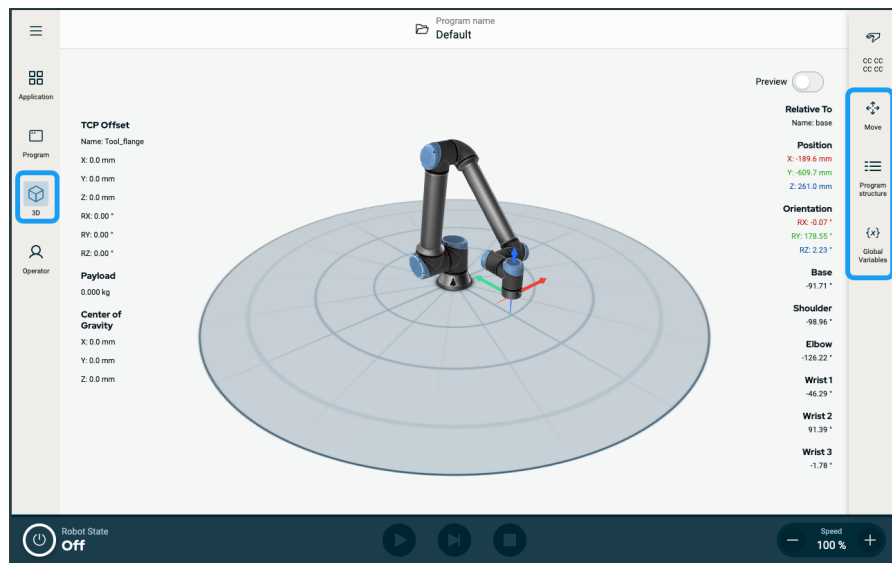 Program name
Default
CC CC
CC CC
Application
Program
3D
Operator
TCP Offset
Name: Tool_flange
X: 0.0 mm
Y: 0.0 mm
Z: 0.0 mm
RX: 0.00 °
RY: 0.00 °
RZ: 0.00 °
Payload
0.000 kg
Center of
Gravity
X: 0.0 mm
Y: 0.0 mm
Z: 0.0 mm
Preview
Relative To
Name: base
Position
X: -189.6 mm
Y: -609.7 mm
Z: 261.0 mm
Orientation
RX: -0.07 °
RY: 178.55 °
RZ: 2.23 °
Base
-91.71 °
Shoulder
-98.96 °
Elbow
-126.22 °
Wrist 1
-46.29 °
Wrist 2
91.39 °
Wrist 3
-1.78 °
Move
Program
structure
{x}
Global
Variables
Robot State
Off
Speed
100 %